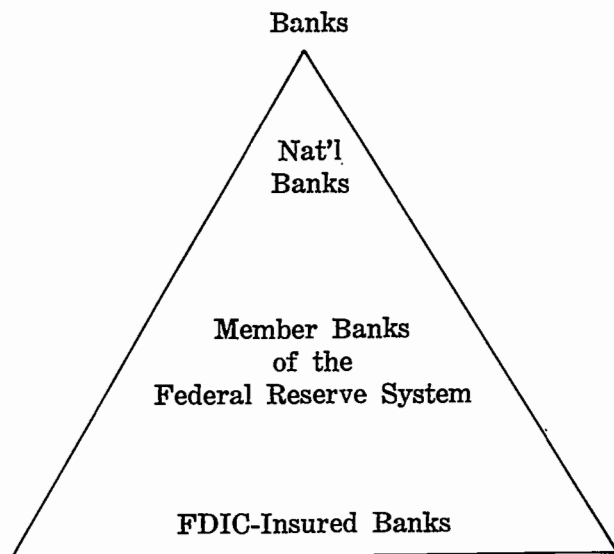 Banks
Nat'l
Banks
Member Banks
of the
Federal Reserve System
FDIC-Insured Banks